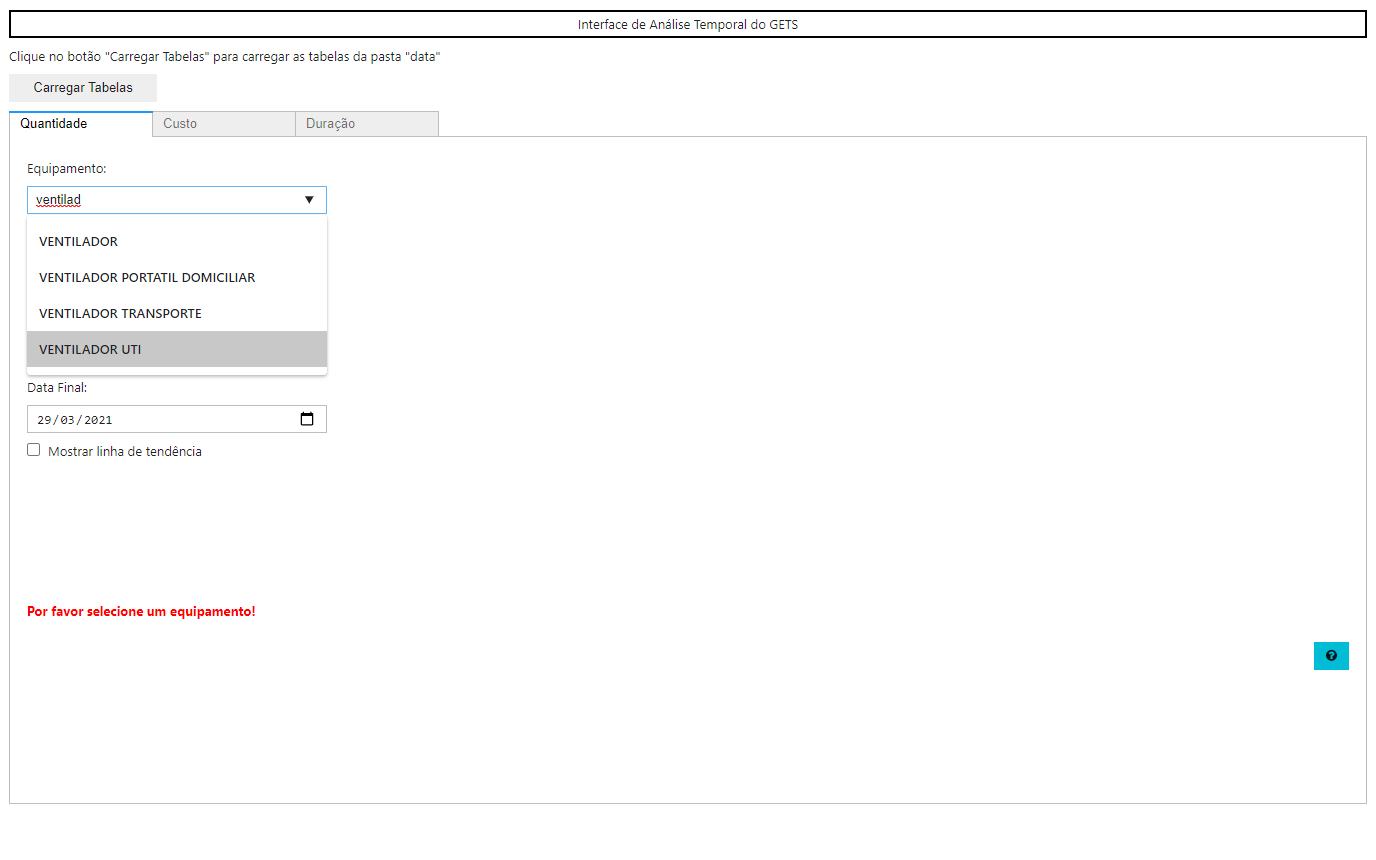 Interface de Análise Temporal do GETS
Clique no botão "Carregar Tabelas" para carregar as tabelas da pasta "data"
Carregar Tabelas
Quantidade Custo Duração
Equipamento:
ventilad
VENTILADOR
VENTILADOR PORTATIL DOMICILIAR
VENTILADOR TRANSPORTE
VENTILADOR UTI
Data Final:
29/03/2021
Mostrar linha de tendência
Por favor selecione um equipamento!
?